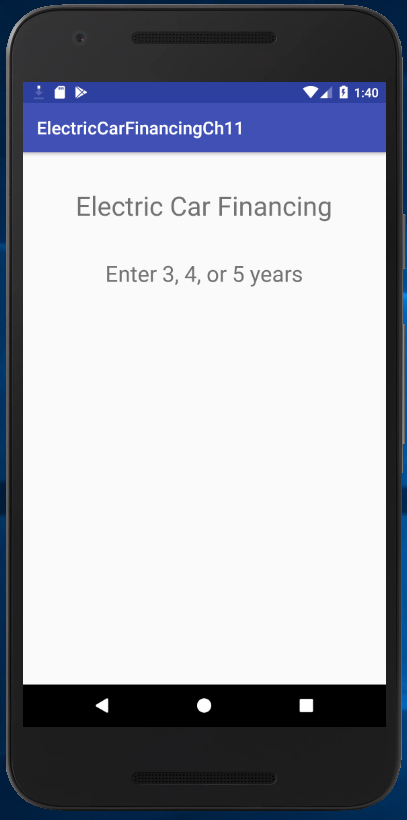 1:40
ElectricCarFinancingCh11
Electric Car Financing
Enter 3, 4, or 5 years